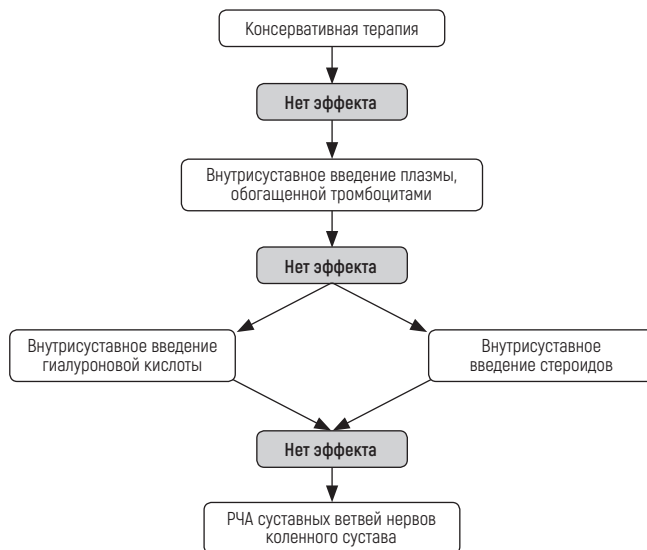 Консервативная терапия
Нет эффекта
Внутрисуставное введение плазмы,
обогащенной тромбоцитами
Нет эффекта
Внутрисуставное введение
гиалуроновой кислоты
Внутрисуставное
введение стероидов
Нет эффекта
РЧА суставных ветвей нервов
коленного сустава